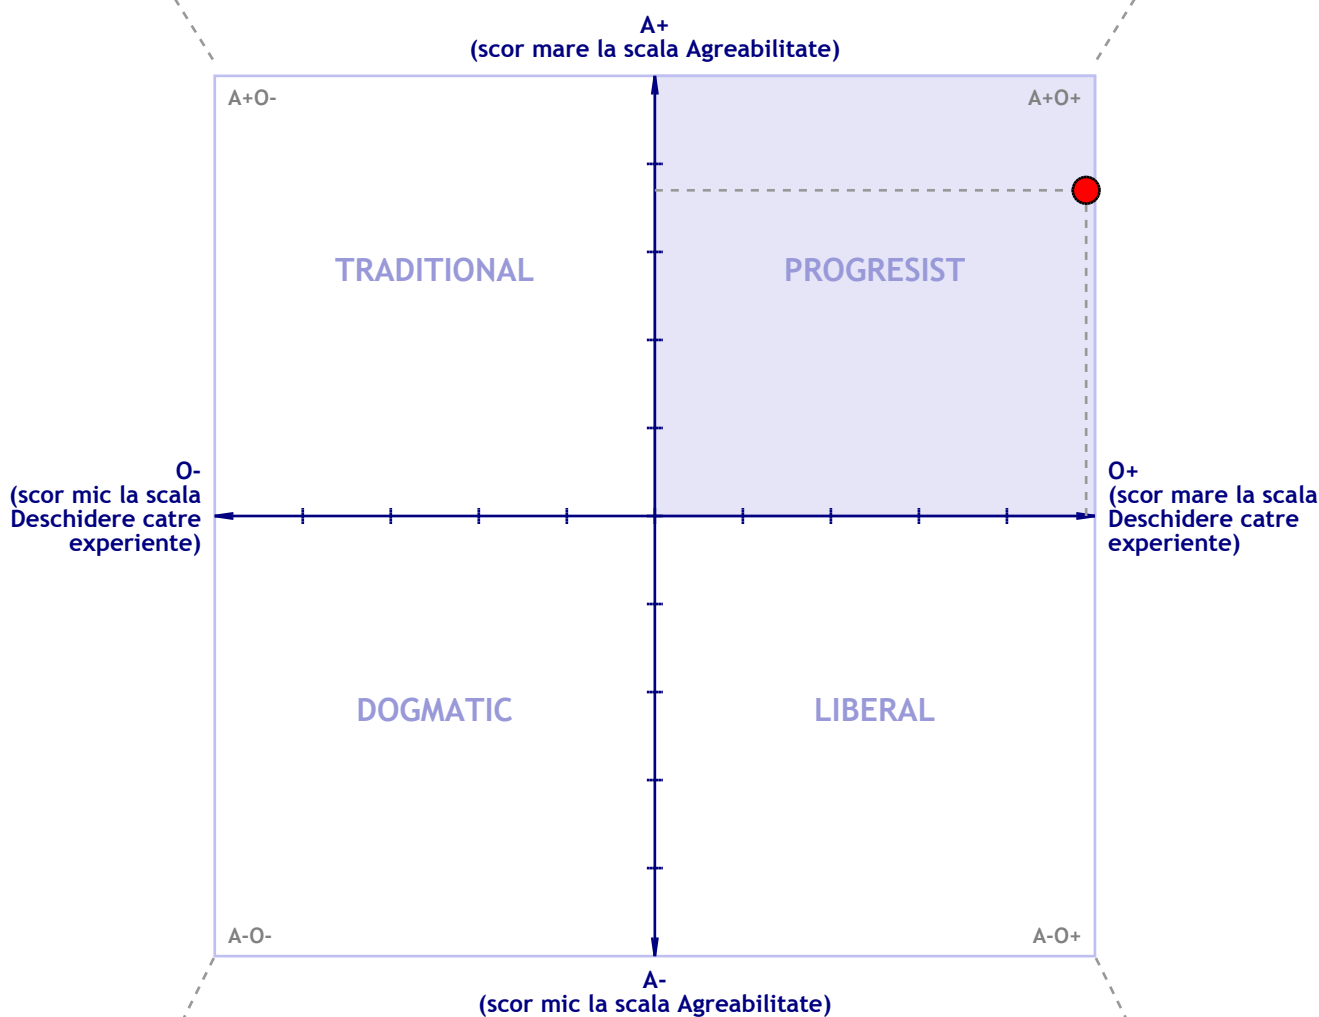 A+
(scor mare la scala Agreabilitate)
A+O-
A+O+
TRADITIONAL
PROGRESIST
O-
(scor mic la scala
Deschidere catre
experiente)
O+
(scor mare la scala
Deschidere catre
experiente)
DOGMATIC
LIBERAL
A-O-
A-O+
A-
(scor mic la scala Agreabilitate)